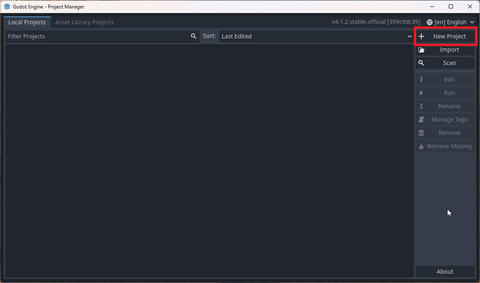 Godot Engine - Project Manager
Local Projects Asset Library Projects v4.1.2.stable.official [399c9dc39] [en] English
Filter Projects Sort: Last Edited
New Project
Import
Scan
Edit
Run
Rename
Manage Tags
Remove
Remove Missing
About